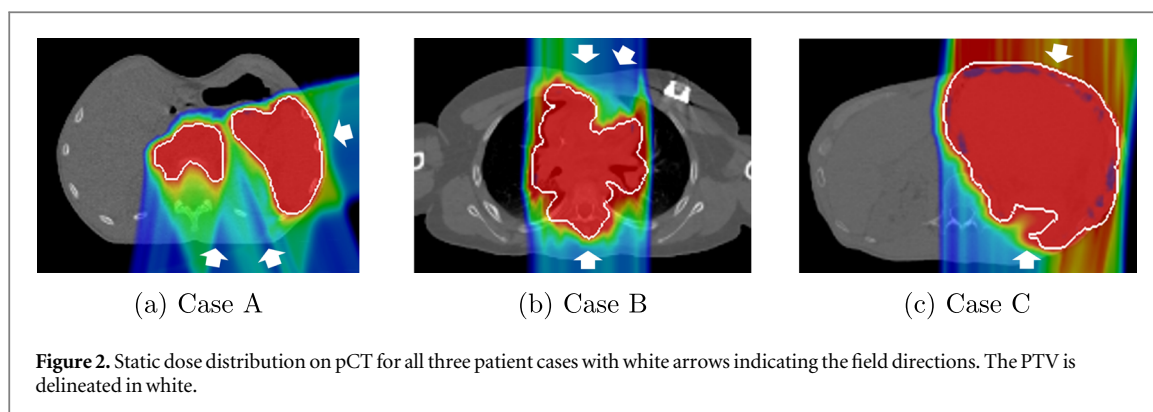 (a) Case A
(b) Case B
(c) Case C
Figure 2. Static dose distribution on pCT for all three patient cases with white arrows indicating the field directions. The PTV is
delineated in white.